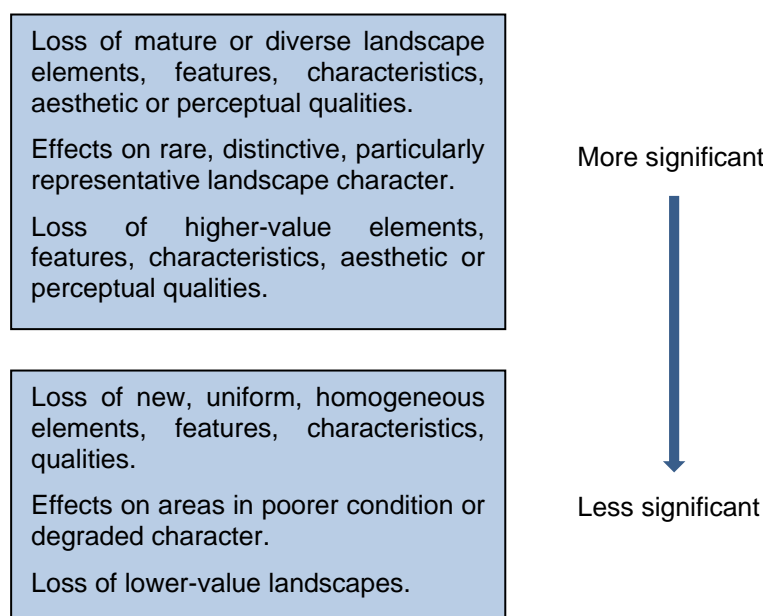 Loss of mature or diverse landscape
elements, features, characteristics,
aesthetic or perceptual qualities.
Effects on rare, distinctive, particularly
representative landscape character.
Loss of higher-value elements,
features, characteristics, aesthetic or
perceptual qualities.
More significant
Loss of new, uniform, homogeneous
elements, features, characteristics,
qualities.
Effects on areas in poorer condition or
degraded character.
Loss of lower-value landscapes.
Less significant